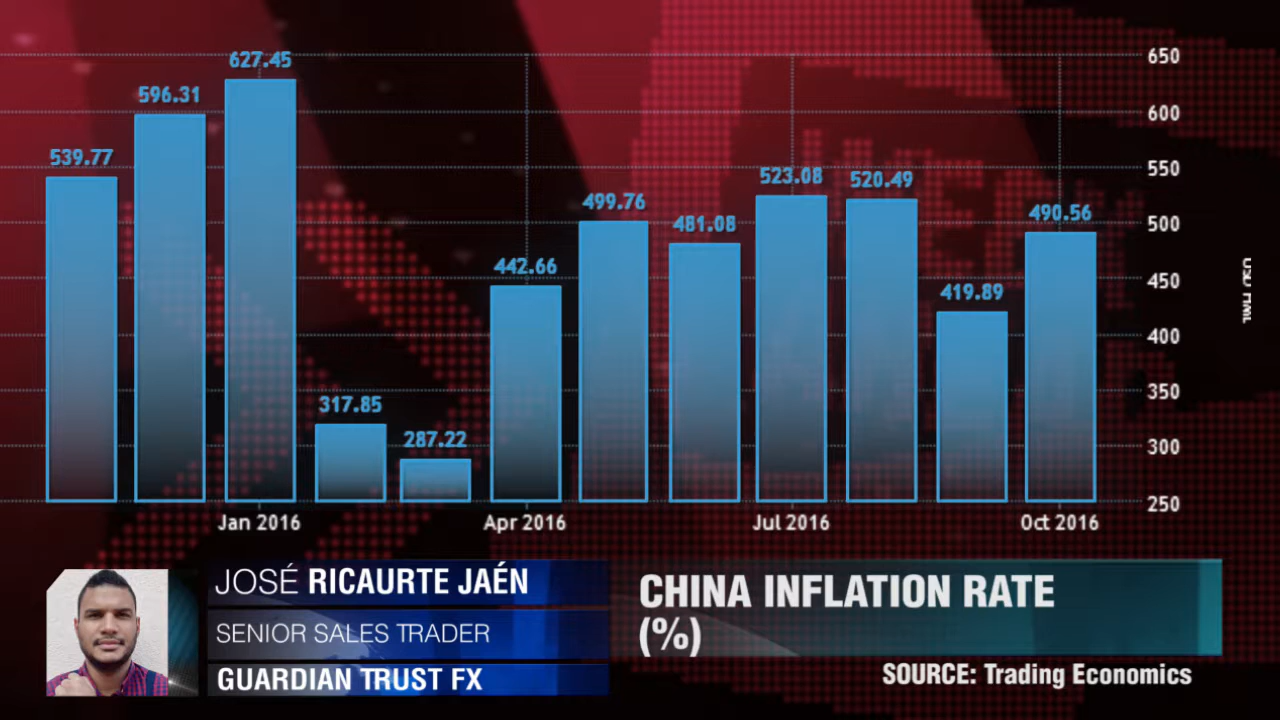 627.45
596.31
539.77
523.08
520.49
499.76
490.56
481.08
442.66
419.89
317.85
287.22
650
600
550
500
450
400
350
300
250
Jan 2016
Apr 2016
Jul 2016
Oct 2016
JOSÉ RICAURTE JAÉN
SENIOR SALES TRADER
GUARDIAN TRUST FX
CHINA INFLATION RATE
(%)
SOURCE: Trading Economics